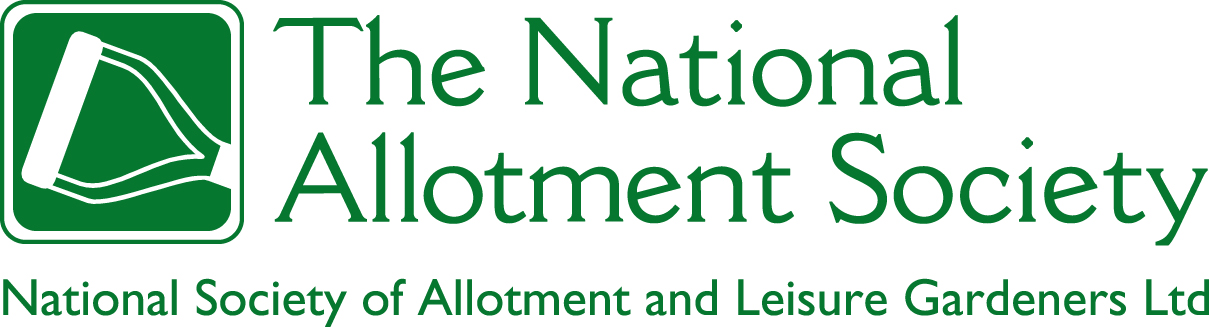 The National
Allotment Society
National Society of Allotment and Leisure Gardeners Ltd